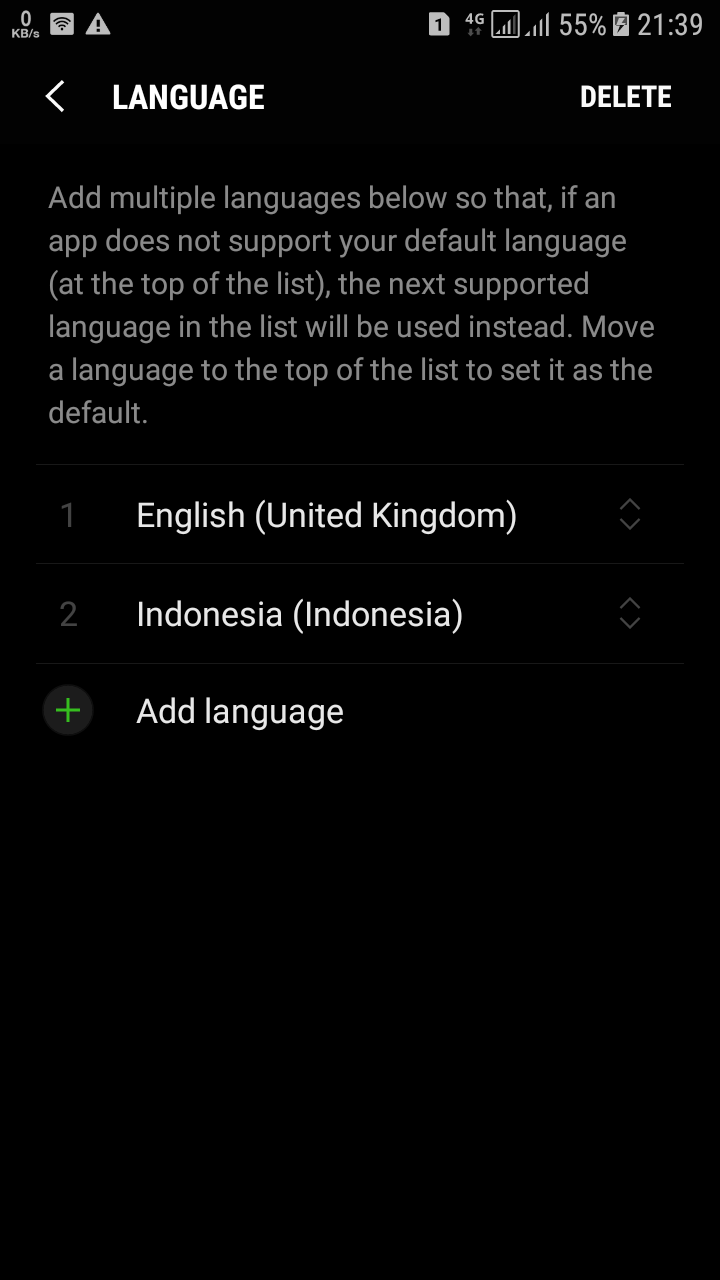 0
KB/s
1 4G 55% 21:39
LANGUAGE DELETE
Add multiple languages below so that, if an
app does not support your default language
(at the top of the list), the next supported
language in the list will be used instead. Move
a language to the top of the list to set it as the
default.
1 English (United Kingdom)
2 Indonesia (Indonesia)
Add language